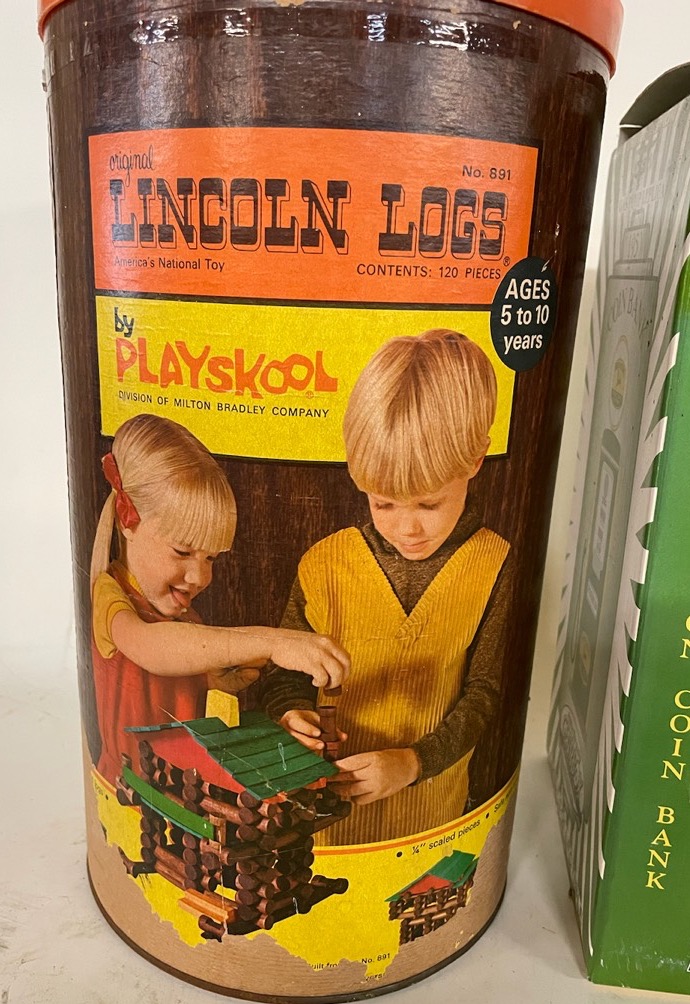 original
No. 891
LINCOLN LOGS®
America's National Toy
CONTENTS: 120 PIECES
AGES
5 to 10
years
by
PLAYSKOOL®
DIVISION OF MILTON BRADLEY COMPANY
• ¼" scaled pieces •
No. 891
COIN BANK